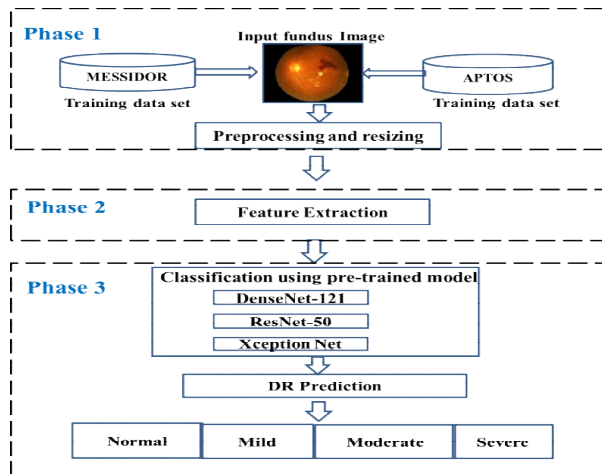 Phase 1
Input fundus Image
MESSIDOR
APTOS
Training data set
Training data set
Preprocessing and resizing
Phase 2
Feature Extraction
Phase 3
Classification using pre-trained model
DenseNet-121
ResNet-50
Xception Net
DR Prediction
Normal
Mild
Moderate
Severe